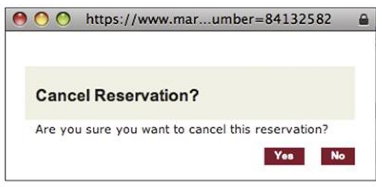 https://www.mar...umber=84132582
Cancel Reservation?
Are you sure you want to cancel this reservation?
Yes No